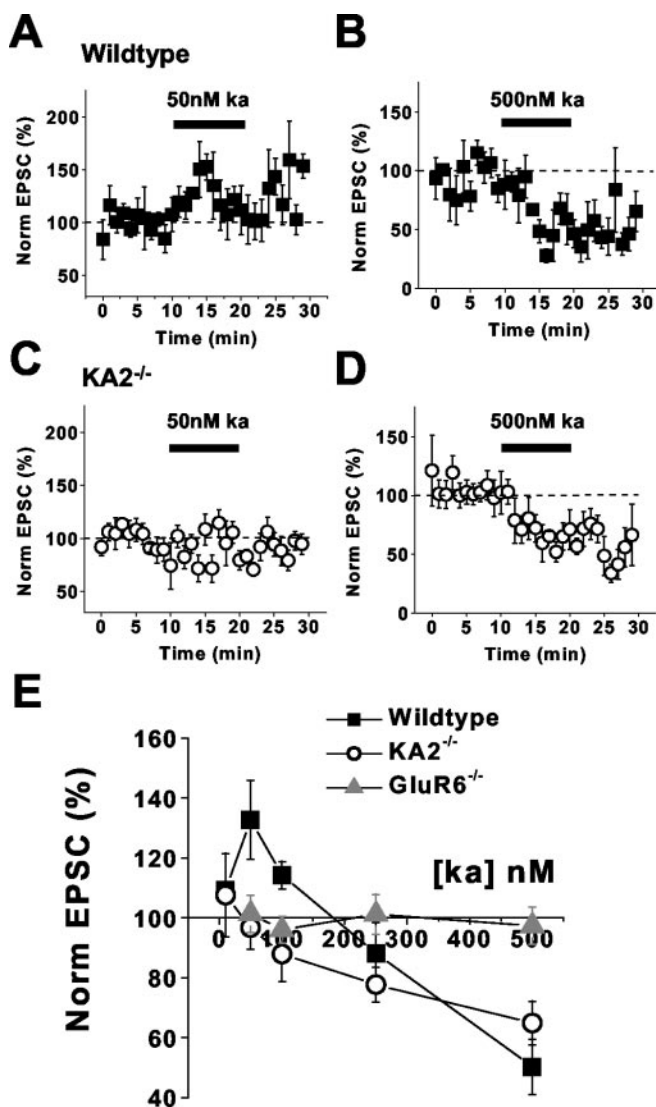 A
Wildtype
50nM ka
Norm EPSC (%)
200
150
100
50
0 5 10 15 20 25 30
Time (min)
B
500nM ka
Norm EPSC (%)
150
100
50
0
0 5 10 15 20 25 30
Time (min)
C
KA2-/-
50nM ka
Norm EPSC (%)
200
150
100
50
0 5 10 15 20 25 30
Time (min)
D
500nM ka
Norm EPSC (%)
150
100
50
0
0 5 10 15 20 25 30
Time (min)
E
Wildtype
KA2-/-
GluR6-/-
Norm EPSC (%)
160
140
120
100
80
60
40
[ka] nM
0 100 200 300 400 500